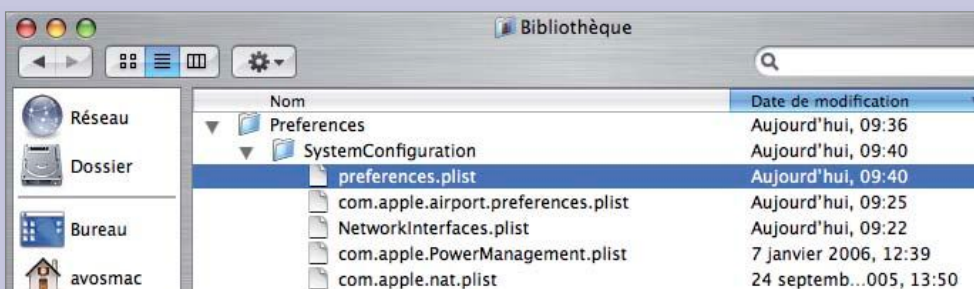 Bibliothèque
Nom Date de modification
Réseau
Preferences Aujourd'hui, 09:36
SystemConfiguration Aujourd'hui, 09:40
Dossier
preferences.plist Aujourd'hui, 09:40
com.apple.airport.preferences.plist Aujourd'hui, 09:25
Bureau
NetworkInterfaces.plist Aujourd'hui, 09:22
com.apple.PowerManagement.plist 7 janvier 2006, 12:39
avosmac
com.apple.nat.plist 24 septemb...005, 13:50